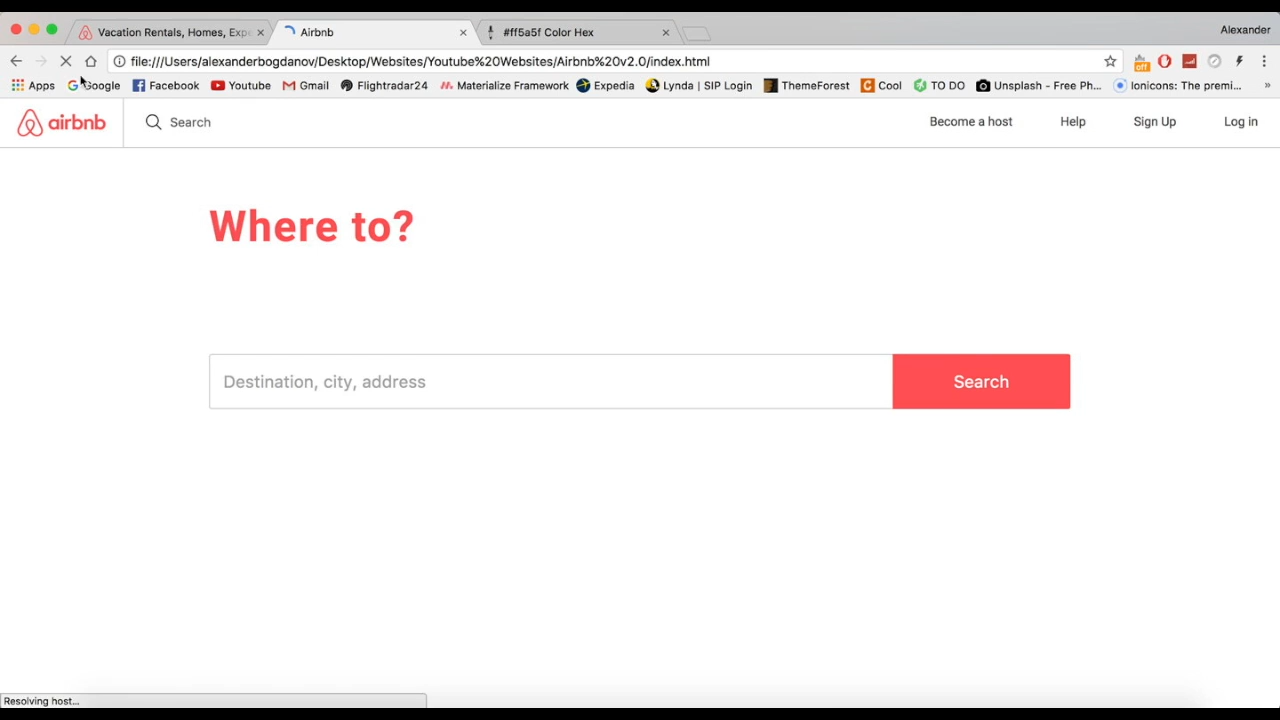 Vacation Rentals, Homes, Exp
Airbnb
#ff5a5f Color Hex
Alexander
file:///Users/alexanderbogdanov/Desktop/Websites/Youtube%20Websites/Airbnb%20v2.0/index.html
Apps Google Facebook Youtube Gmail Flightradar24 Materialize Framework Expedia Lynda | SIP Login ThemeForest Cool TO DO Unsplash - Free Ph... Ionicons: The premi... »
airbnb Search Become a host Help Sign Up Log in
Where to?
Destination, city, address Search
Resolving host...